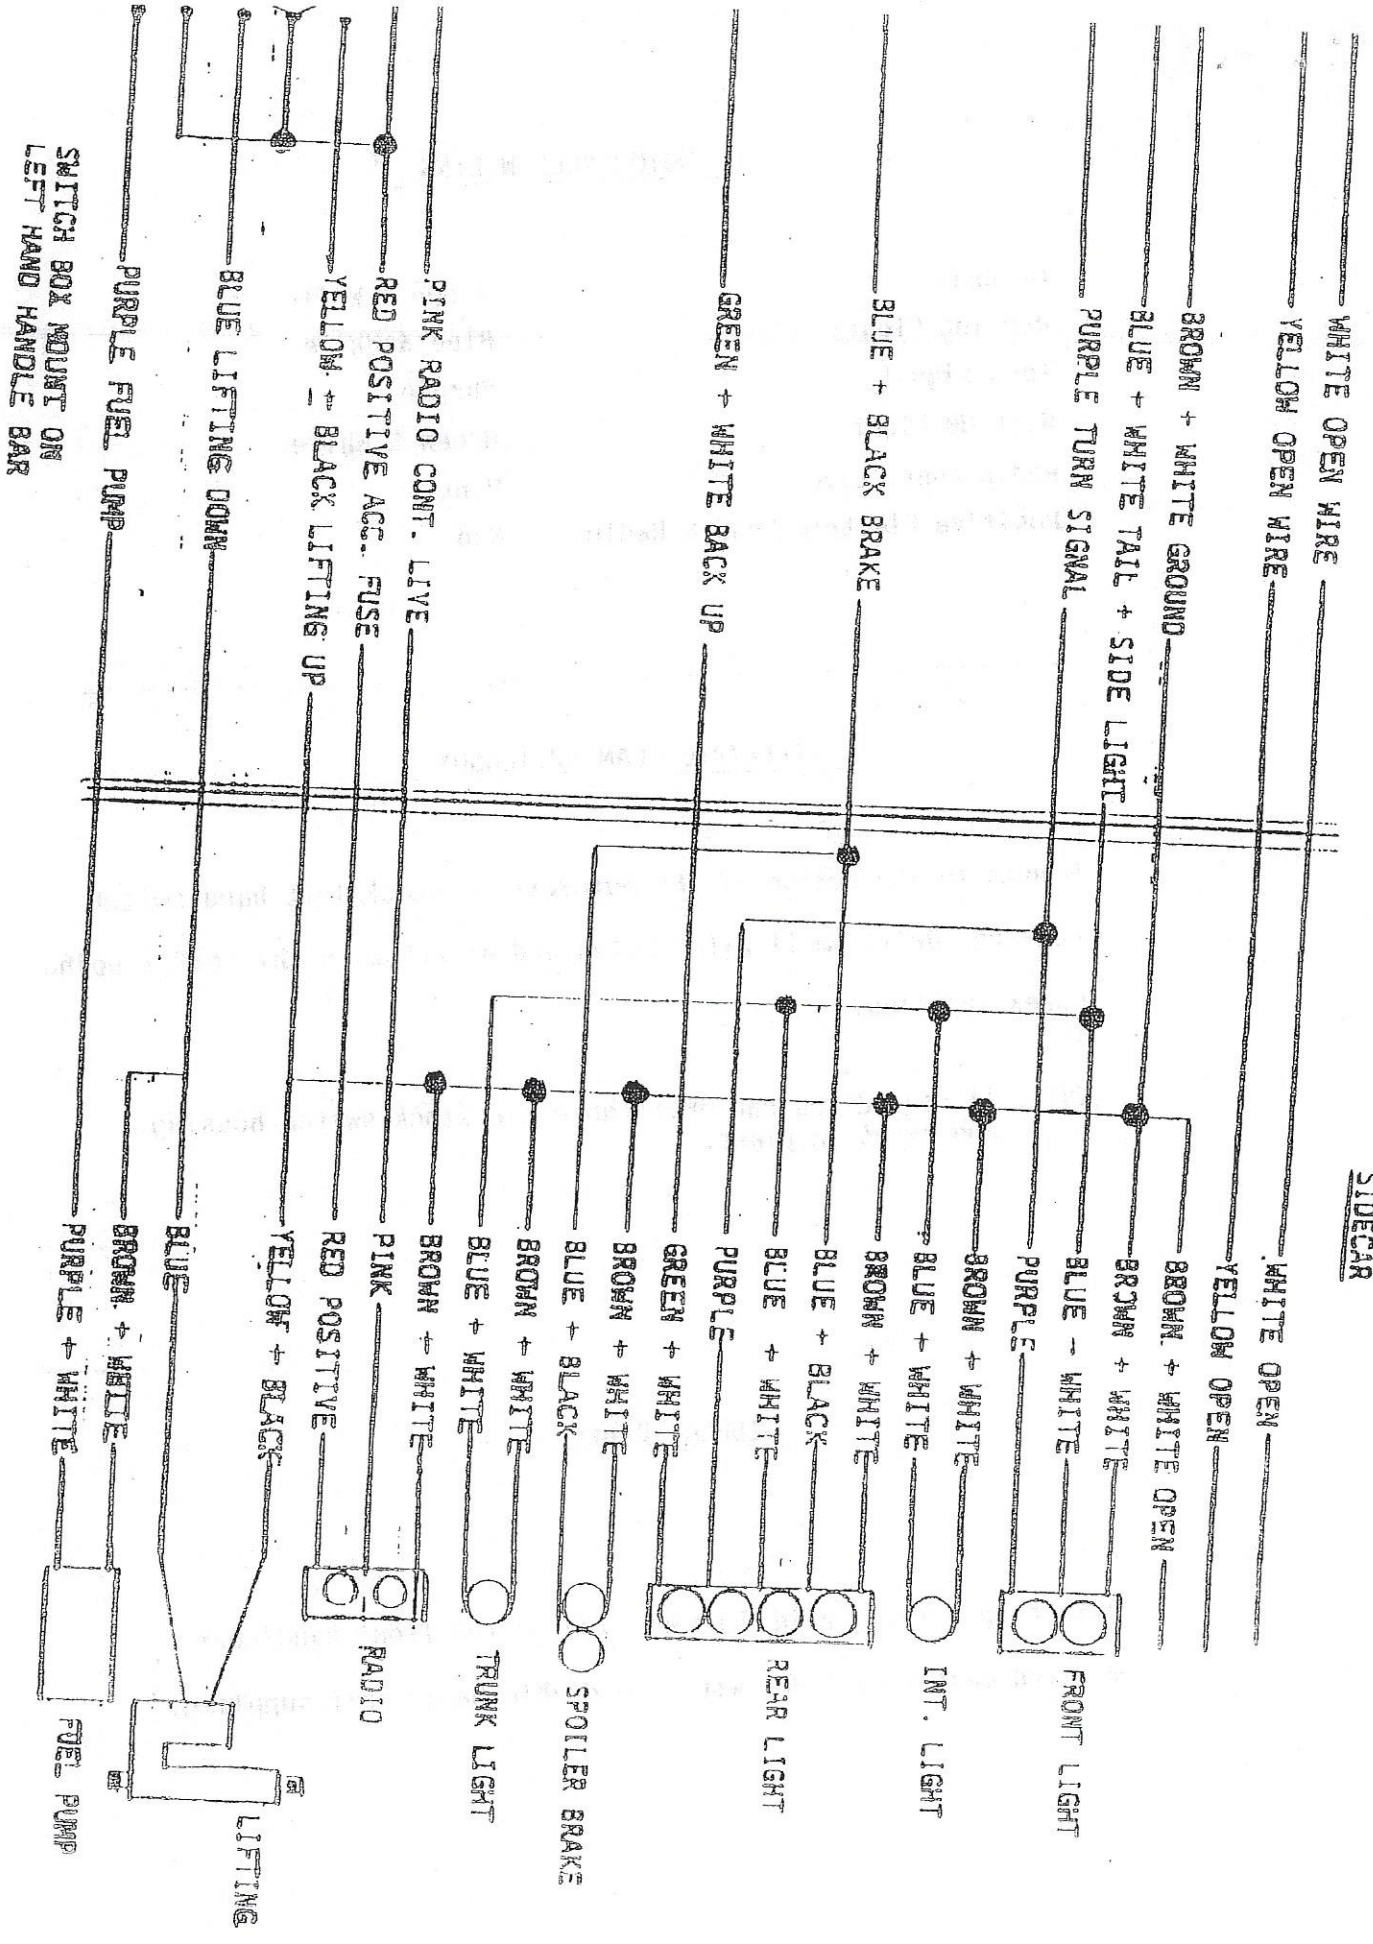 SIDECAR
WHITE OPEN WIRE
YELLOW OPEN WIRE
BROWN + WHITE GROUND
BLUE + WHITE TAIL + SIDE LIGHT
PURPLE TURN SIGNAL
BLUE + BLACK BRAKE
GREEN + WHITE BACK UP
PINK RADIO CONT. LIVE
RED POSITIVE ACC. FUSE
YELLOW + BLACK LIFTING UP
BLUE LIFTING DOWN
PURPLE FUEL PUMP
SWITCH BOX MOUNT ON
LEFT HAND HANDLE BAR
WHITE OPEN
YELLOW OPEN
BROWN + WHITE OPEN
BROWN + WHITE
BLUE - WHITE
PURPLE
FRONT LIGHT
BROWN + WHITE
BLUE + WHITE
INT. LIGHT
BROWN + WHITE
BLUE + BLACK
BLUE + WHITE
PURPLE
GREEN + WHITE
REAR LIGHT
BROWN + WHITE
BLUE + BLACK
SPOILER BRAKE
BROWN + WHITE
BLUE + WHITE
TRUNK LIGHT
BROWN - WHITE
PINK
RED POSITIVE
RADIO
YELLOW + BLACK
BLUE
LIFTING
BROWN + WHITE
PURPLE + WHITE
FUEL PUMP